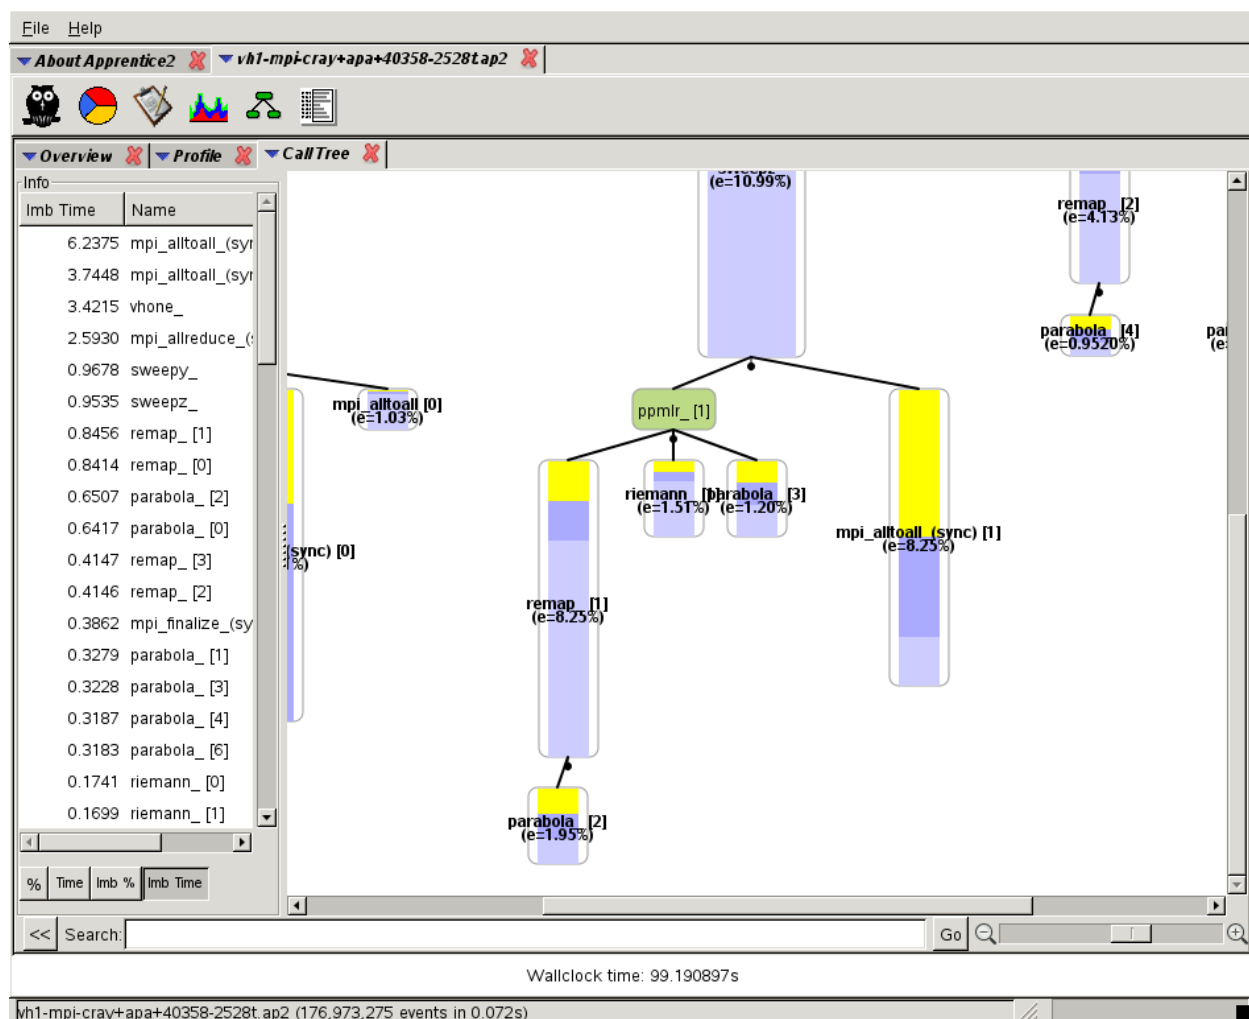 File Help
About Apprentice2 vh1-mpi-cray+apa+40358-2528t.ap2
Overview Profile CallTree
Info
Imb Time Name
6.2375 mpi_alltoall_(syn
3.7448 mpi_alltoall_(syn
3.4215 vhone_
2.5930 mpi_allreduce_(s
0.9678 sweepy_
0.9535 sweepz_
0.8456 remap_ [1]
0.8414 remap_ [0]
0.6507 parabola_ [2]
0.6417 parabola_ [0]
0.4147 remap_ [3]
0.4146 remap_ [2]
0.3862 mpi_finalize_(sy
0.3279 parabola_ [1]
0.3228 parabola_ [3]
0.3187 parabola_ [4]
0.3183 parabola_ [6]
0.1741 riemann_ [0]
0.1699 riemann_ [1]
% Time Imb % Imb Time
sweepz_
(e=10.99%)
remap_ [2]
(e=4.13%)
parabola_ [4]
(e=0.9520%)
pa
(e=
mpi_alltoall [0]
(e=1.03%)
ppmlr_ [1]
riemann_ [1]
(e=1.51%)
parabola_ [3]
(e=1.20%)
mpi_alltoall_(sync) [1]
(e=8.25%)
(sync) [0]
%)
remap_ [1]
(e=8.25%)
parabola_ [2]
(e=1.95%)
<< Search: Go
Wallclock time: 99.190897s
vh1-mpi-cray+apa+40358-2528t.ap2 (176,973,275 events in 0.072s)